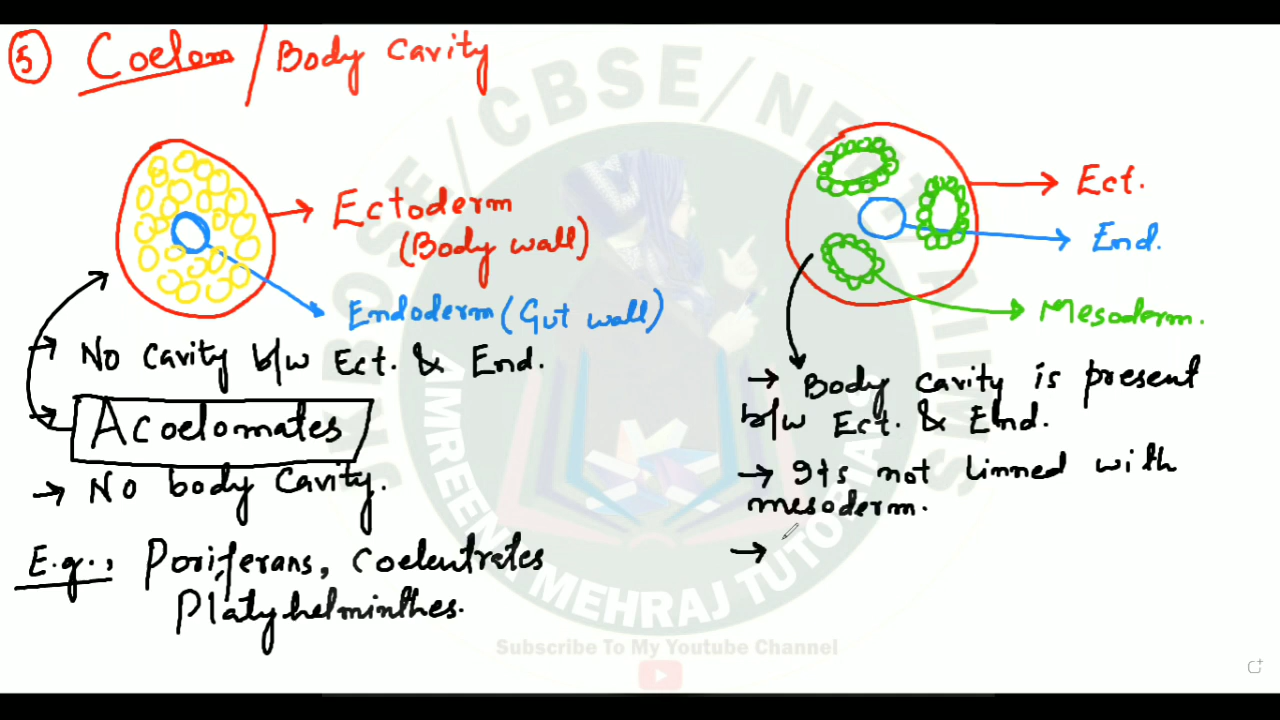 ⑤ Coelom / Body Cavity
Ectoderm
(Body wall)
Endoderm (Gut wall)
→ No cavity b/w Ect. & End.
→ Acoelomates
→ No body cavity.
E.g., Poriferans, Coelentrates
Platyhelminthes.
Ect.
End.
Mesoderm.
→ Body cavity is present
b/w Ect. & End.
→ Its not linned with
mesoderm.
→
/CBSE/
AMREEN MEHRAJ TUTORIALS
Subscribe To My Youtube Channel